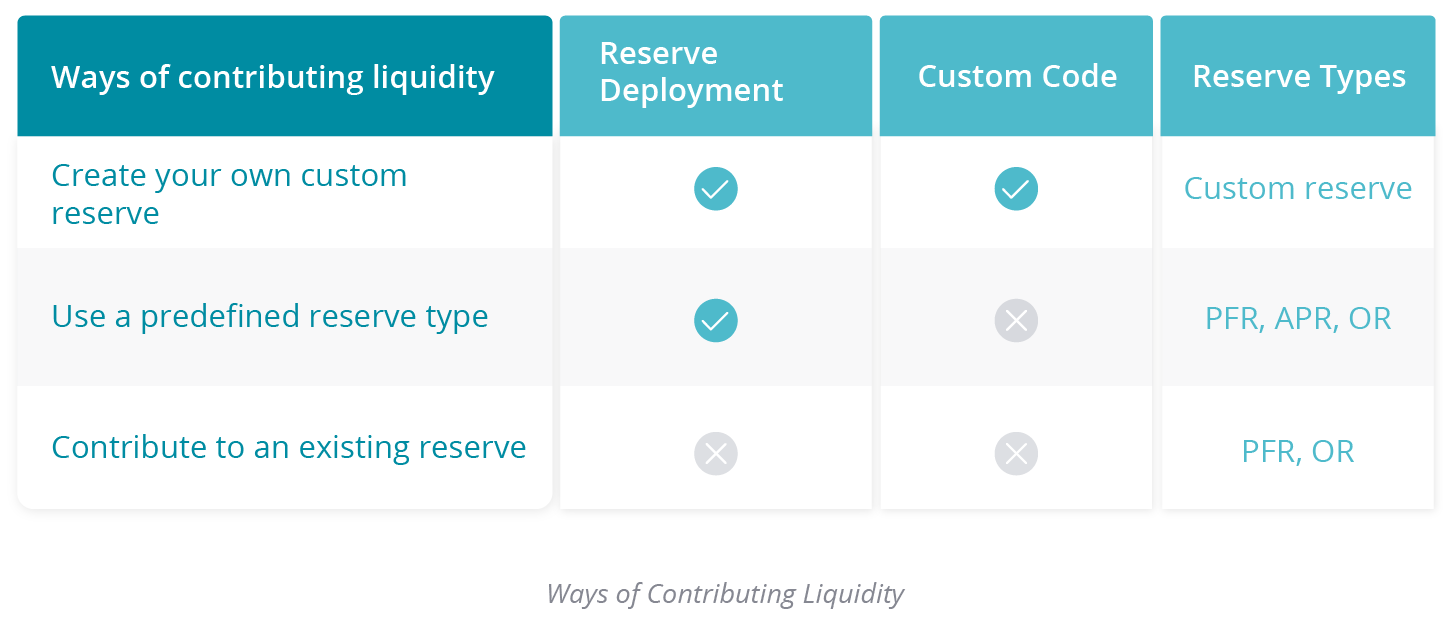 Ways of contributing liquidity
Reserve
Deployment
Custom Code
Reserve Types
Create your own custom
reserve
Custom reserve
Use a predefined reserve type
PFR, APR, OR
Contribute to an existing reserve
PFR, OR
Ways of Contributing Liquidity